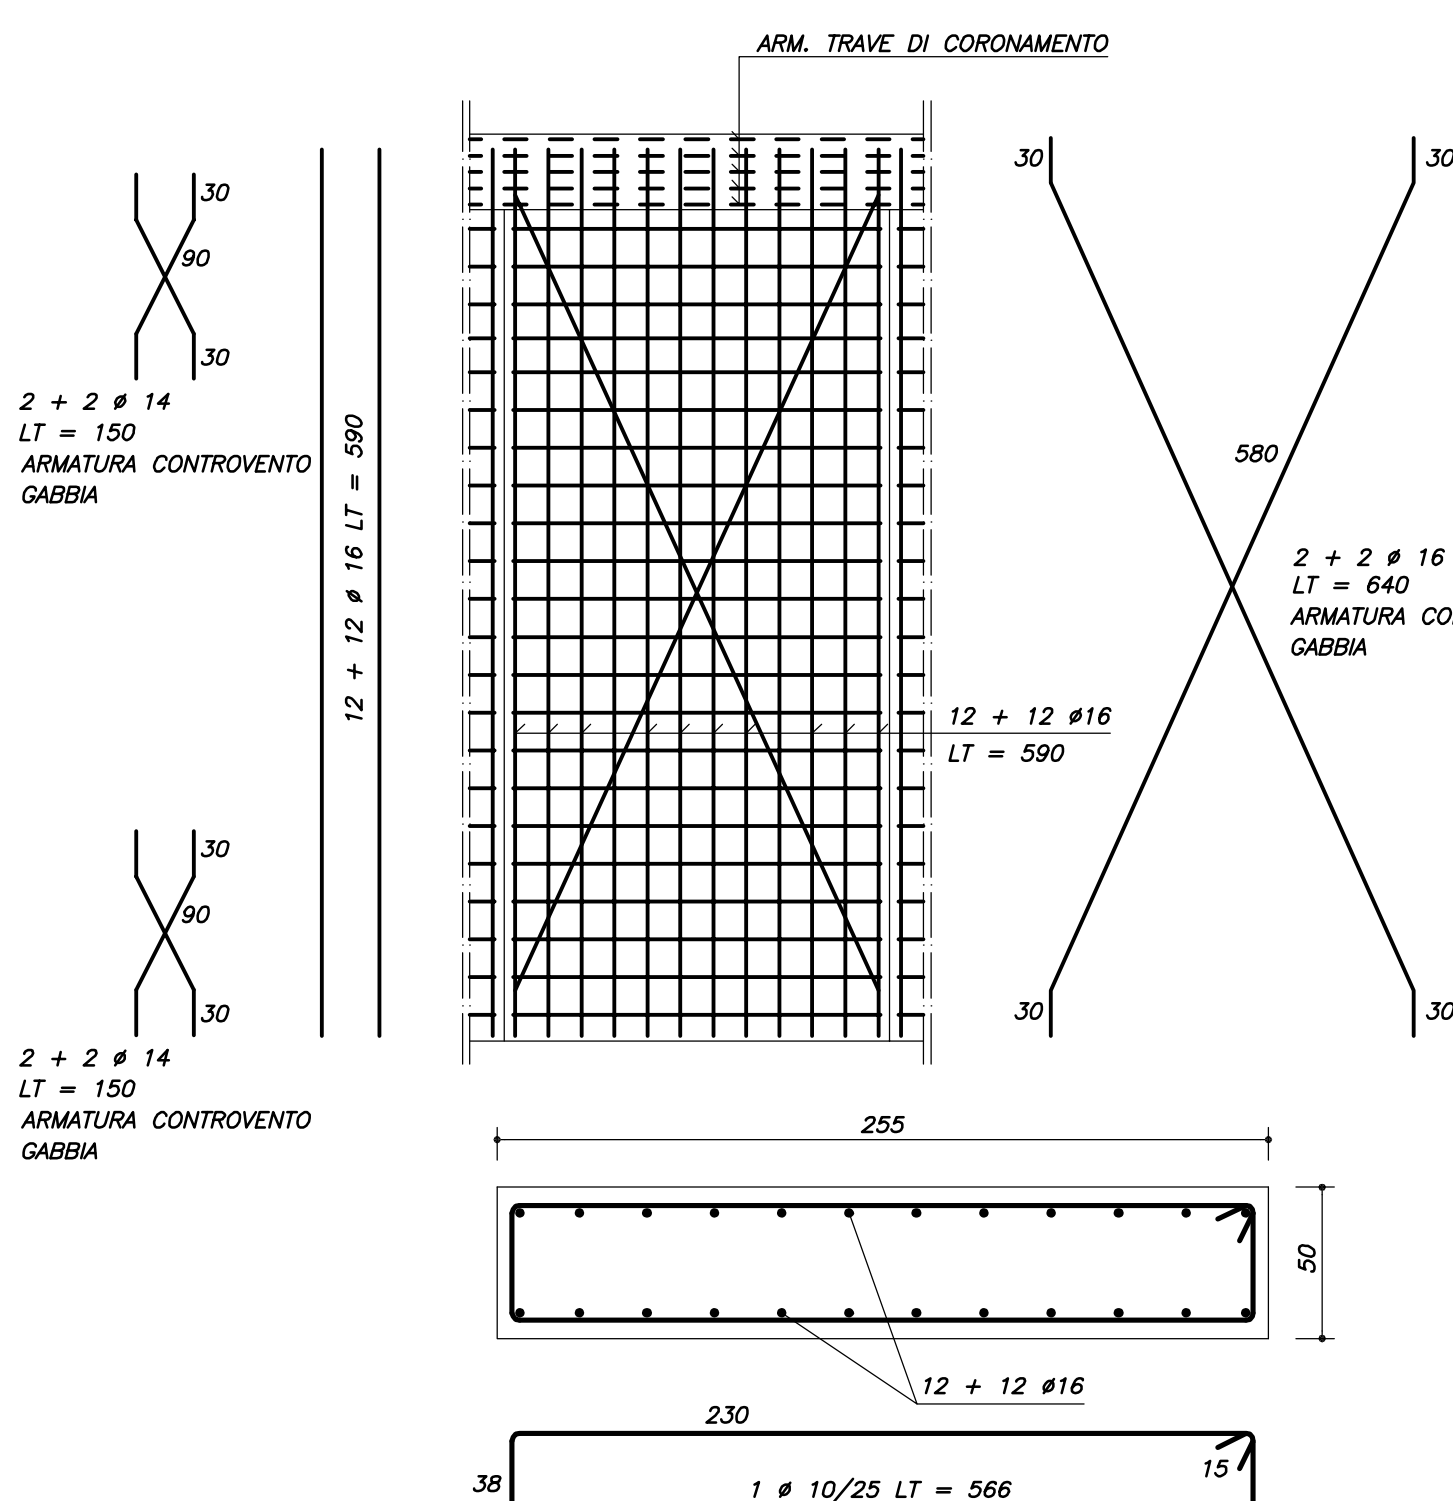 ARM. TRAVE DI CORONAMENTO
30
90
30
2 + 2 ø 14
LT = 150
ARMATURA CONTROVENTO
GABBIA
12 + 12 ø 16 LT = 590
30
30
580
2 + 2 ø 16
LT = 640
ARMATURA
GABBIA
12 + 12 ø16
LT = 590
30
90
30
2 + 2 ø 14
LT = 150
ARMATURA CONTROVENTO
GABBIA
30
30
255
50
12 + 12 ø16
230
38
15
1 ø 10/25 LT = 566